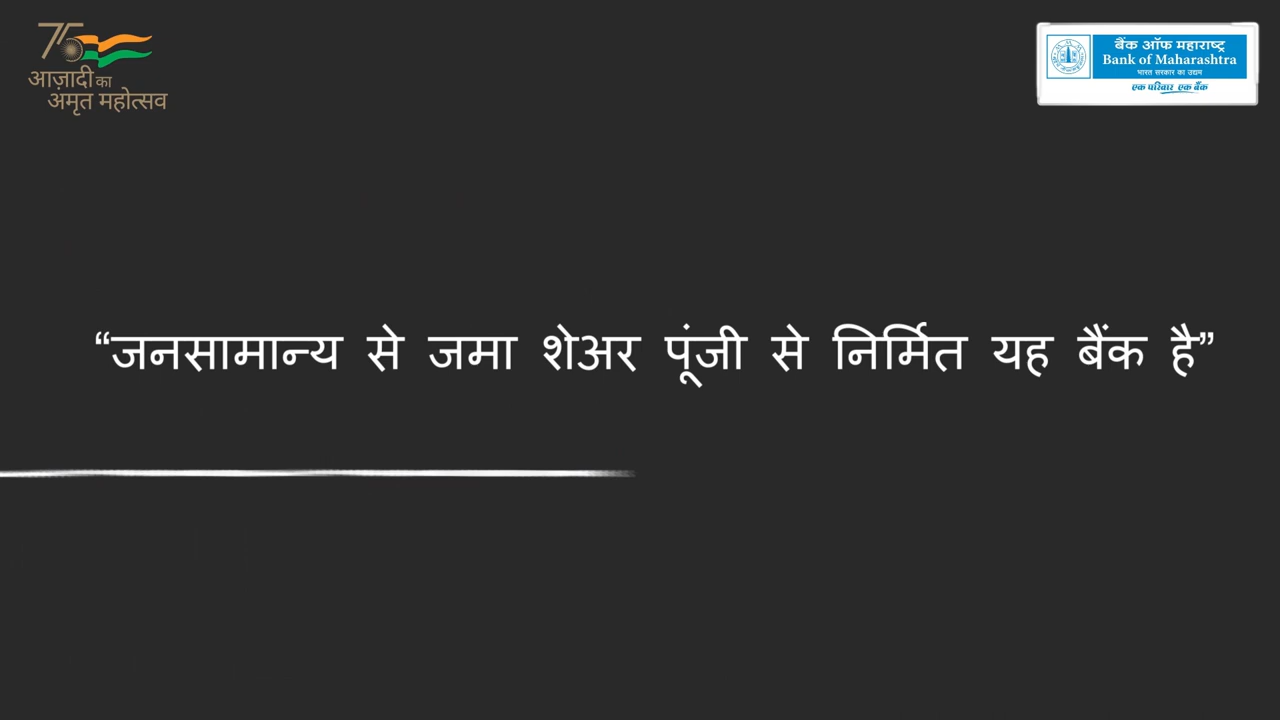 75
आज़ादी का
अमृत महोत्सव
बैंक ऑफ महाराष्ट्र
Bank of Maharashtra
भारत सरकार का उद्यम
एक परिवार एक बैंक
“जनसामान्य से जमा शेअर पूंजी से निर्मित यह बैंक है”